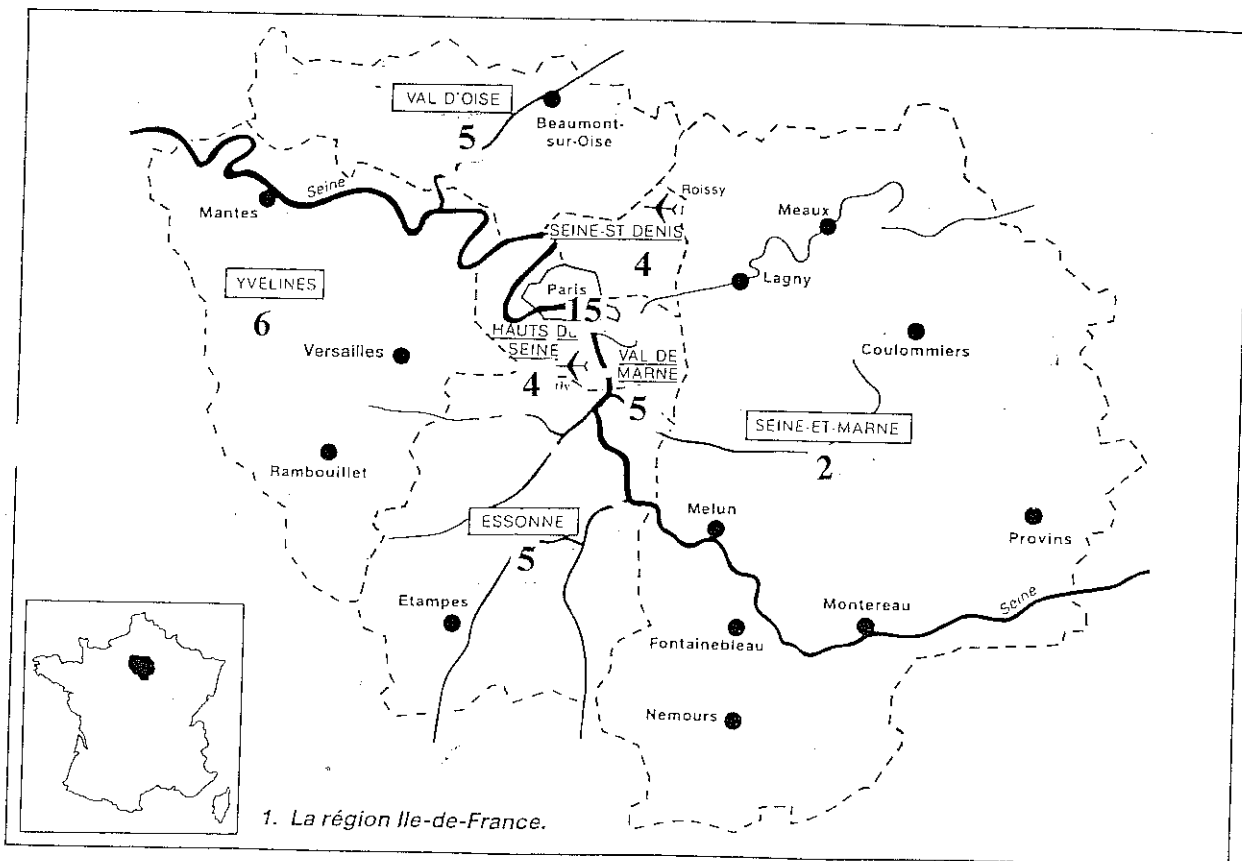 VAL D'OISE
5
Beaumont-
sur-Oise
Seine
Mantes
Roissy
Meaux
SEINE-ST DENIS
4
Lagny
YVELINES
6
Paris
15
HAUTS DE
SEINE
4
Versailles
VAL DE
MARNE
5
Coulommiers
SEINE-ET-MARNE
2
Rambouillet
ESSONNE
5
Melun
Provins
Etampes
Fontainebleau
Montereau
Seine
Nemours
1. La région Ile-de-France.